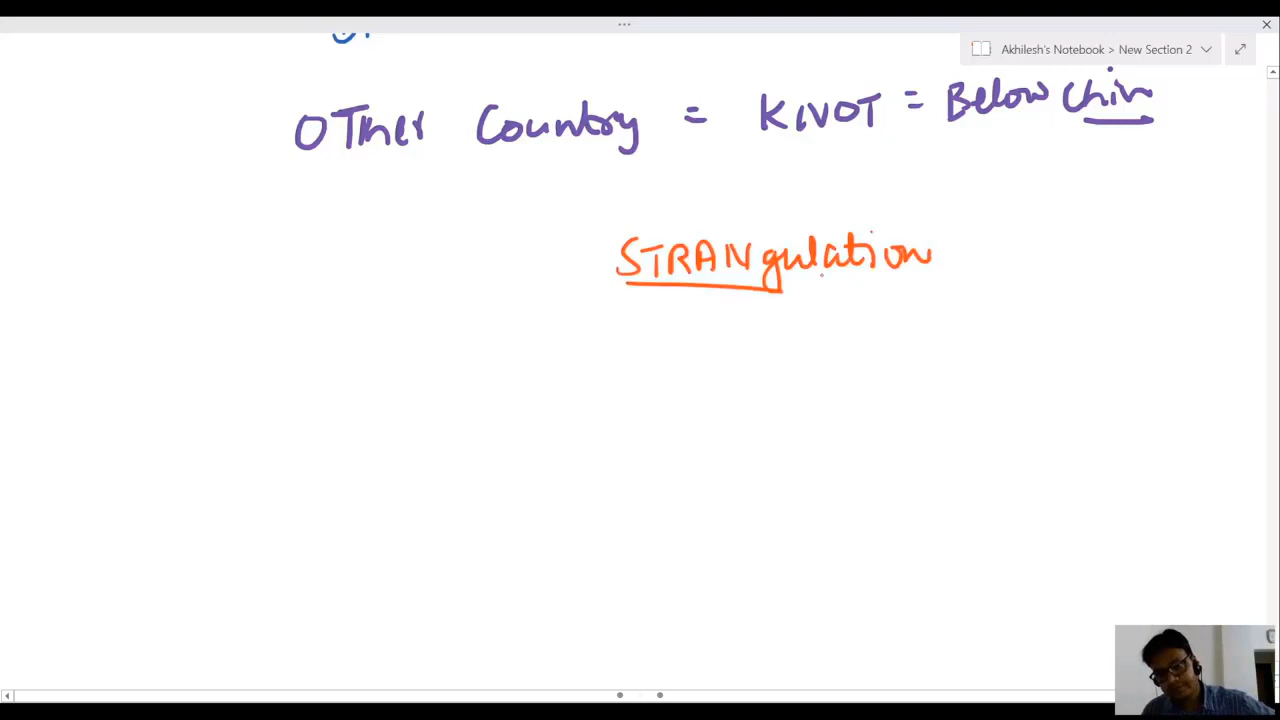 Akhilesh's Notebook > New Section 2
OTher Country = KNOT = Below chin
STRANgulation